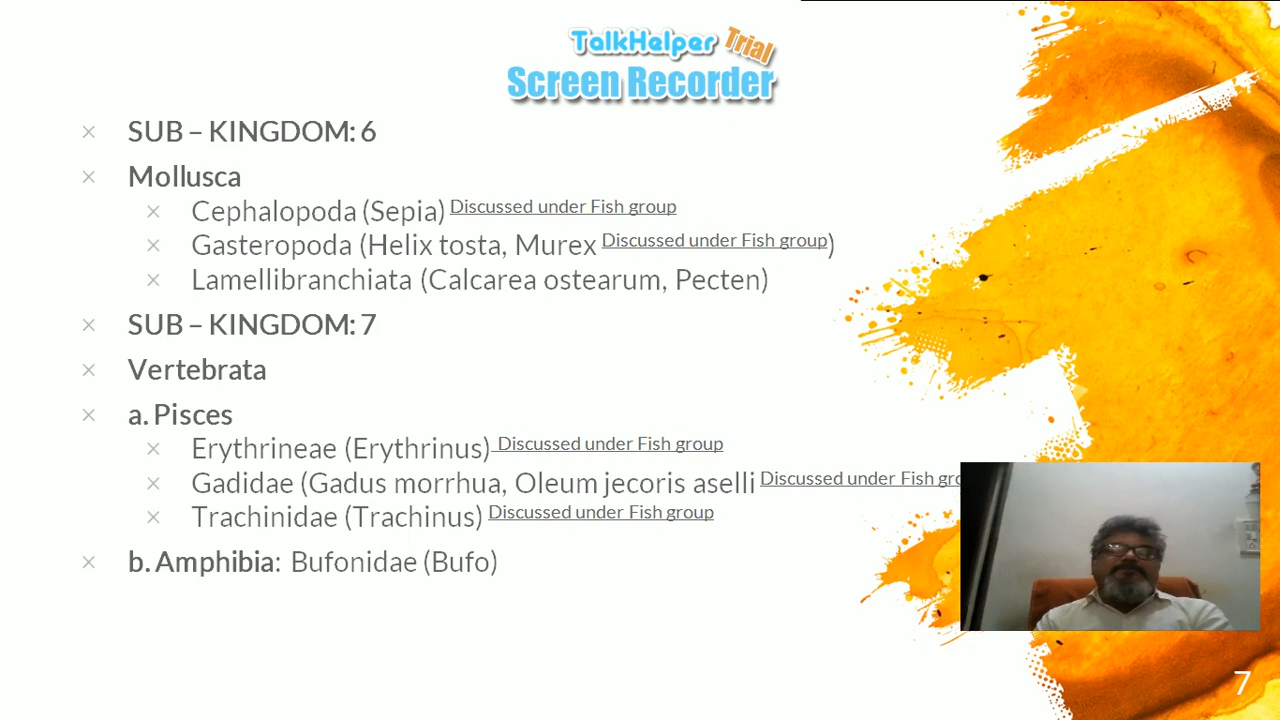 TalkHelper Trial
Screen Recorder
SUB – KINGDOM: 6
Mollusca
Cephalopoda (Sepia) Discussed under Fish group
Gasteropoda (Helix tosta, Murex Discussed under Fish group)
Lamellibranchiata (Calcarea ostearum, Pecten)
SUB – KINGDOM: 7
Vertebrata
a. Pisces
Erythrineae (Erythrinus) Discussed under Fish group
Gadidae (Gadus morrhua, Oleum jecoris aselli Discussed under Fish
Trachinidae (Trachinus) Discussed under Fish group
b. Amphibia: Bufonidae (Bufo)
7